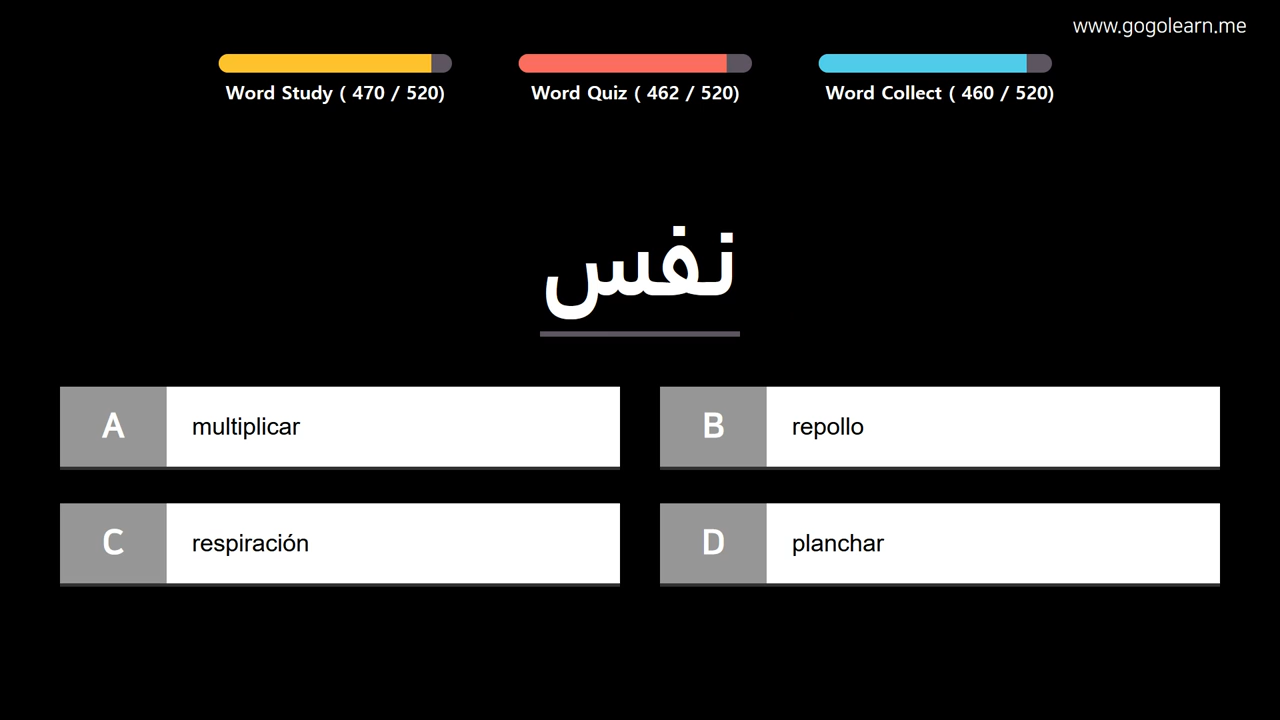 www.gogolearn.me
Word Study ( 470 / 520)
Word Quiz ( 462 / 520)
Word Collect ( 460 / 520)
نفس
A multiplicar
B repollo
C respiración
D planchar